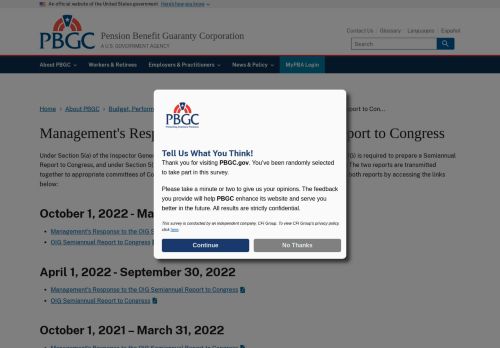 An official website of the United States government Here's how you know
PBGC
Pension Benefit Guaranty Corporation
A U.S. GOVERNMENT AGENCY
Contact Us Glossary Languages Español
Search
About PBGC Workers & Retirees Employers & Practitioners News & Policy MyPBA Login
Home About PBGC Budget, Perform port to Con...
Management's Resp port to Congress
Under Section 5(a) of the Inspector Gener G) is required to prepare a Semiannual
Report to Congress, and under Section 5( The two reports are transmitted
together to appropriate committees of Co both reports by accessing the links
below:
October 1, 2022 - Ma
Management's Response to the O
OIG Semiannual Report to Congress
April 1, 2022 - September 30, 2022
Management's Response to the OIG Semiannual Report to Congress
OIG Semiannual Report to Congress
October 1, 2021 – March 31, 2022
Management's Response to the OIG Semiannual Report to Congress
PBGC
Protecting America's Pensions
Tell Us What You Think!
Thank you for visiting PBGC.gov. You've been randomly selected
to take part in this survey.
Please take a minute or two to give us your opinions. The feedback
you provide will help PBGC enhance its website and serve you
better in the future. All results are strictly confidential.
This survey is conducted by an independent company, CFI Group. To view CFI Group's privacy policy
click here
Continue No Thanks